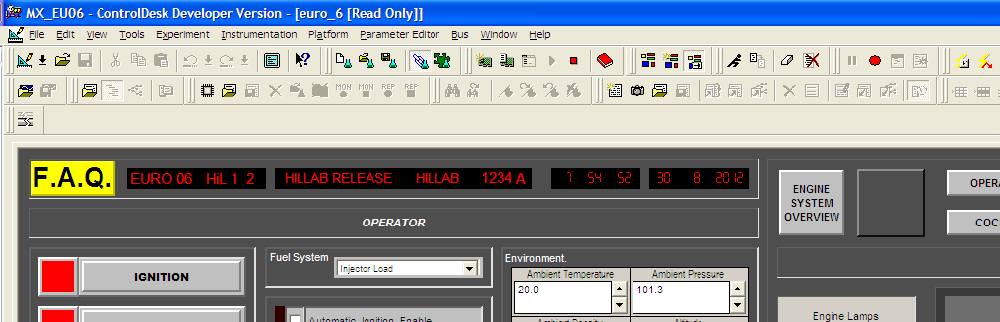 MX_EU06 - ControlDesk Developer Version - [euro_6 [Read Only]]
File Edit View Tools Experiment Instrumentation Platform Parameter Editor Bus Window Help
MON MON REP REP
F.A.Q. EURO 06 HiL 1 2 HILLAB RELEASE HILLAB 1234 A 7 54 52 30 8 2012
ENGINE SYSTEM OVERVIEW
OPERA
COC
OPERATOR
Fuel System
Injector Load
Environment.
Ambient Temperature Ambient Pressure
20.0 101.3
IGNITION
Automatic Ignition Enable
Ambient Density Altitude
Engine Lamps